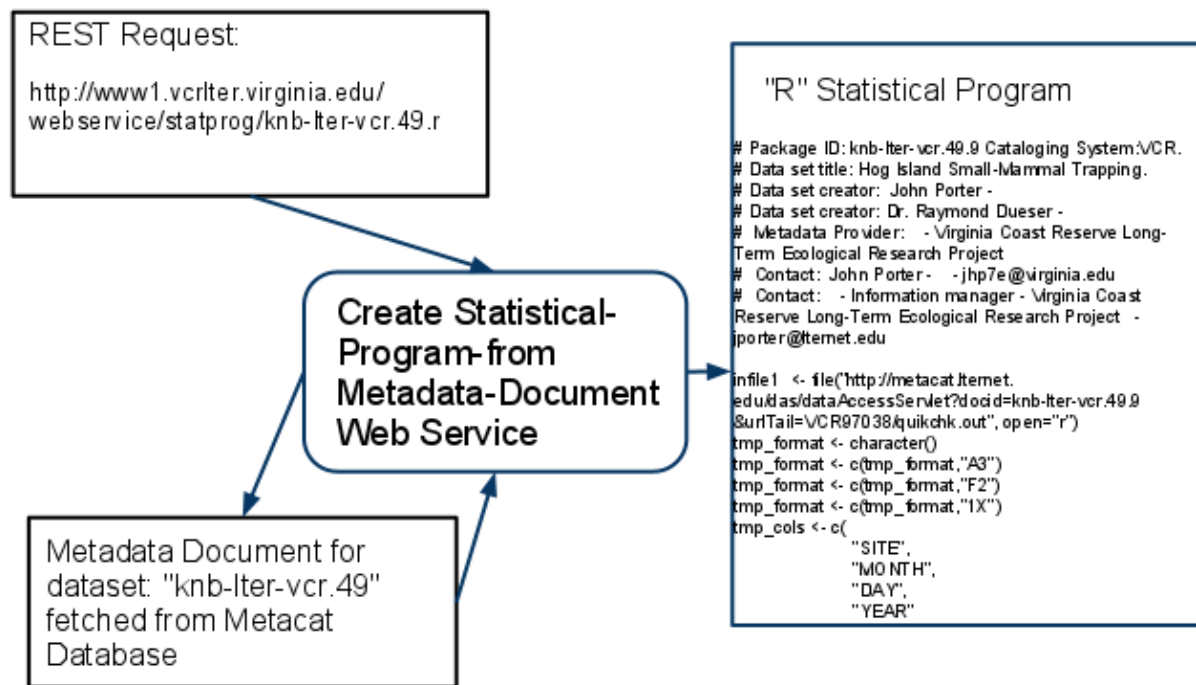 REST Request:
http://www1.vcrlter.virginia.edu/
webservice/statprog/knb-lter-vcr.49.r
Create Statistical-
Program-from
Metadata-Document
Web Service
Metadata Document for
dataset: "knb-lter-vcr.49"
fetched from Metacat
Database
"R" Statistical Program
# Package ID: knb-lter-vcr.49.9 Cataloging System:VCR.
# Data set title: Hog Island Small-Mammal Trapping.
# Data set creator: John Porter -
# Data set creator: Dr. Raymond Dueser -
# Metadata Provider: - Virginia Coast Reserve Long-
Term Ecological Research Project
# Contact: John Porter - - jhp7e@virginia.edu
# Contact: - Information manager - Virginia Coast
Reserve Long-Term Ecological Research Project -
jporter@lternet.edu
infile1 <- file("http://metacat.lternet.
edu/das/dataAccessServlet?docid=knb-lter-vcr.49.9
&urlTail=VCR97038/quikchk.out", open="r")
tmp_format <- character()
tmp_format <- c(tmp_format,"A3")
tmp_format <- c(tmp_format,"F2")
tmp_format <- c(tmp_format,"1X")
tmp_cols <- c(
"SITE",
"MONTH",
"DAY",
"YEAR"